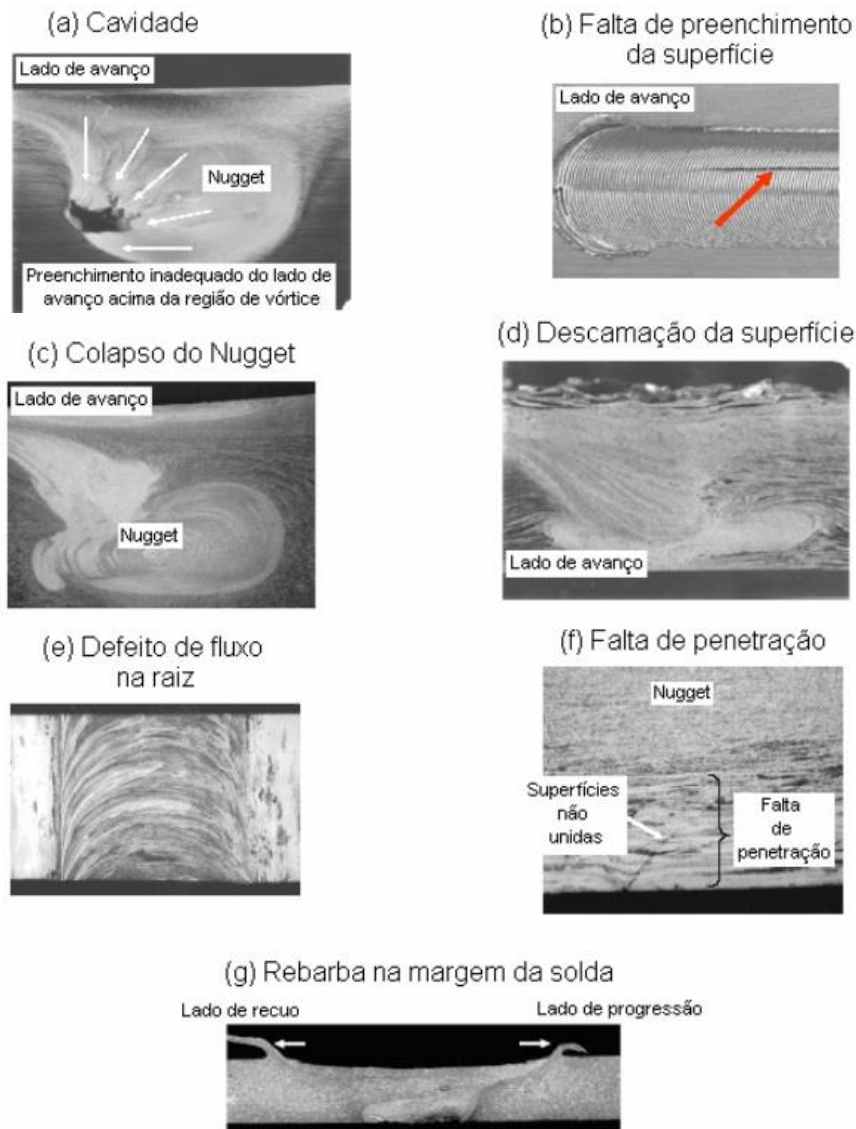 (a) Cavidade
Lado de avanço
Nugget
Preenchimento inadequado do lado de
avanço acima da região de vórtice
(b) Falta de preenchimento
da superfície
Lado de avanço
(c) Colapso do Nugget
Lado de avanço
Nugget
(d) Descamação da superfície
Lado de avanço
(e) Defeito de fluxo
na raiz
(f) Falta de penetração
Nugget
Superfícies
não
unidas
Falta
de
penetração
(g) Rebarba na margem da solda
Lado de recuo
Lado de progressão